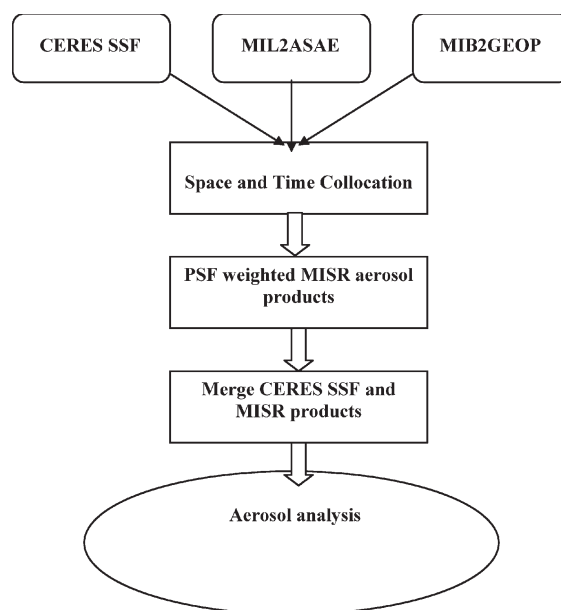 CERES SSF
MIL2ASAE
MIB2GEOP
Space and Time Collocation
PSF weighted MISR aerosol
products
Merge CERES SSF and
MISR products
Aerosol analysis